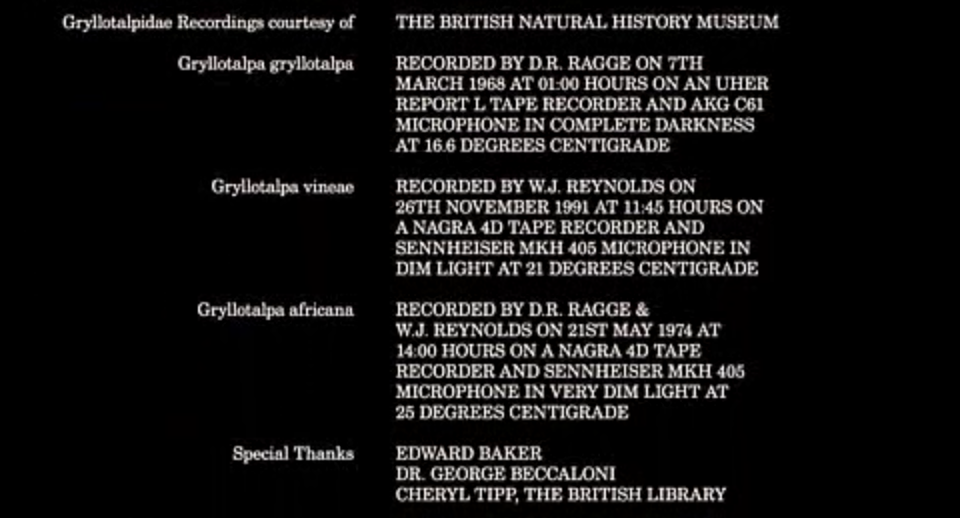 Gryllotalpidae Recordings courtesy of THE BRITISH NATURAL HISTORY MUSEUM
Gryllotalpa gryllotalpa RECORDED BY D.R. RAGGE ON 7TH
MARCH 1968 AT 01:00 HOURS ON AN UHER
REPORT L TAPE RECORDER AND AKG C61
MICROPHONE IN COMPLETE DARKNESS
AT 16.6 DEGREES CENTIGRADE
Gryllotalpa vineae RECORDED BY W.J. REYNOLDS ON
26TH NOVEMBER 1991 AT 11:45 HOURS ON
A NAGRA 4D TAPE RECORDER AND
SENNHEISER MKH 405 MICROPHONE IN
DIM LIGHT AT 21 DEGREES CENTIGRADE
Gryllotalpa africana RECORDED BY D.R. RAGGE &
W.J. REYNOLDS ON 21ST MAY 1974 AT
14:00 HOURS ON A NAGRA 4D TAPE
RECORDER AND SENNHEISER MKH 405
MICROPHONE IN VERY DIM LIGHT AT
25 DEGREES CENTIGRADE
Special Thanks EDWARD BAKER
DR. GEORGE BECCALONI
CHERYL TIPP, THE BRITISH LIBRARY